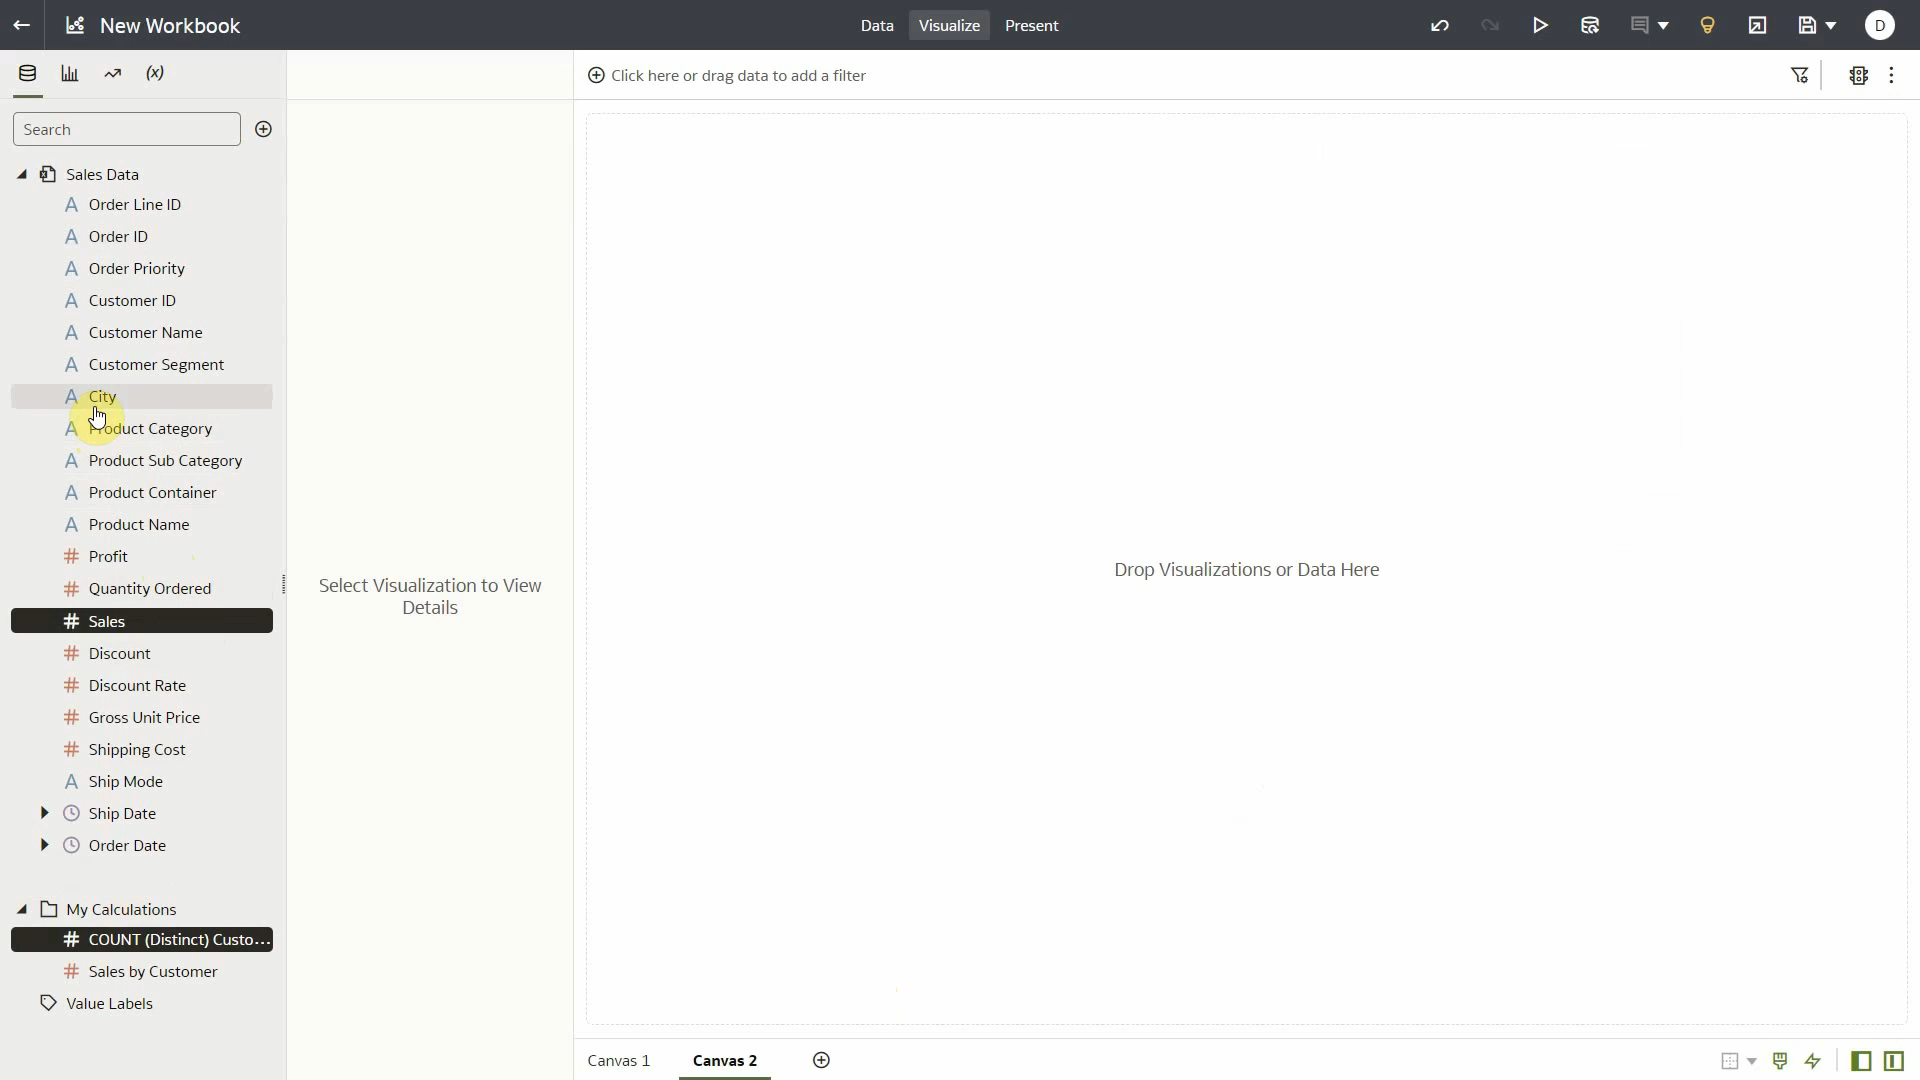 New Workbook
Data
Visualize
Present
D
(x)
Click here or drag data to add a filter
Search
Sales Data
A Order Line ID
A Order ID
A Order Priority
A Customer ID
A Customer Name
A Customer Segment
A City
A Product Category
A Product Sub Category
A Product Container
A Product Name
# Profit
# Quantity Ordered
# Sales
# Discount
# Discount Rate
# Gross Unit Price
# Shipping Cost
A Ship Mode
Ship Date
Order Date
My Calculations
# COUNT (Distinct) Custo...
# Sales by Customer
Value Labels
Select Visualization to View
Details
Drop Visualizations or Data Here
Canvas 1
Canvas 2